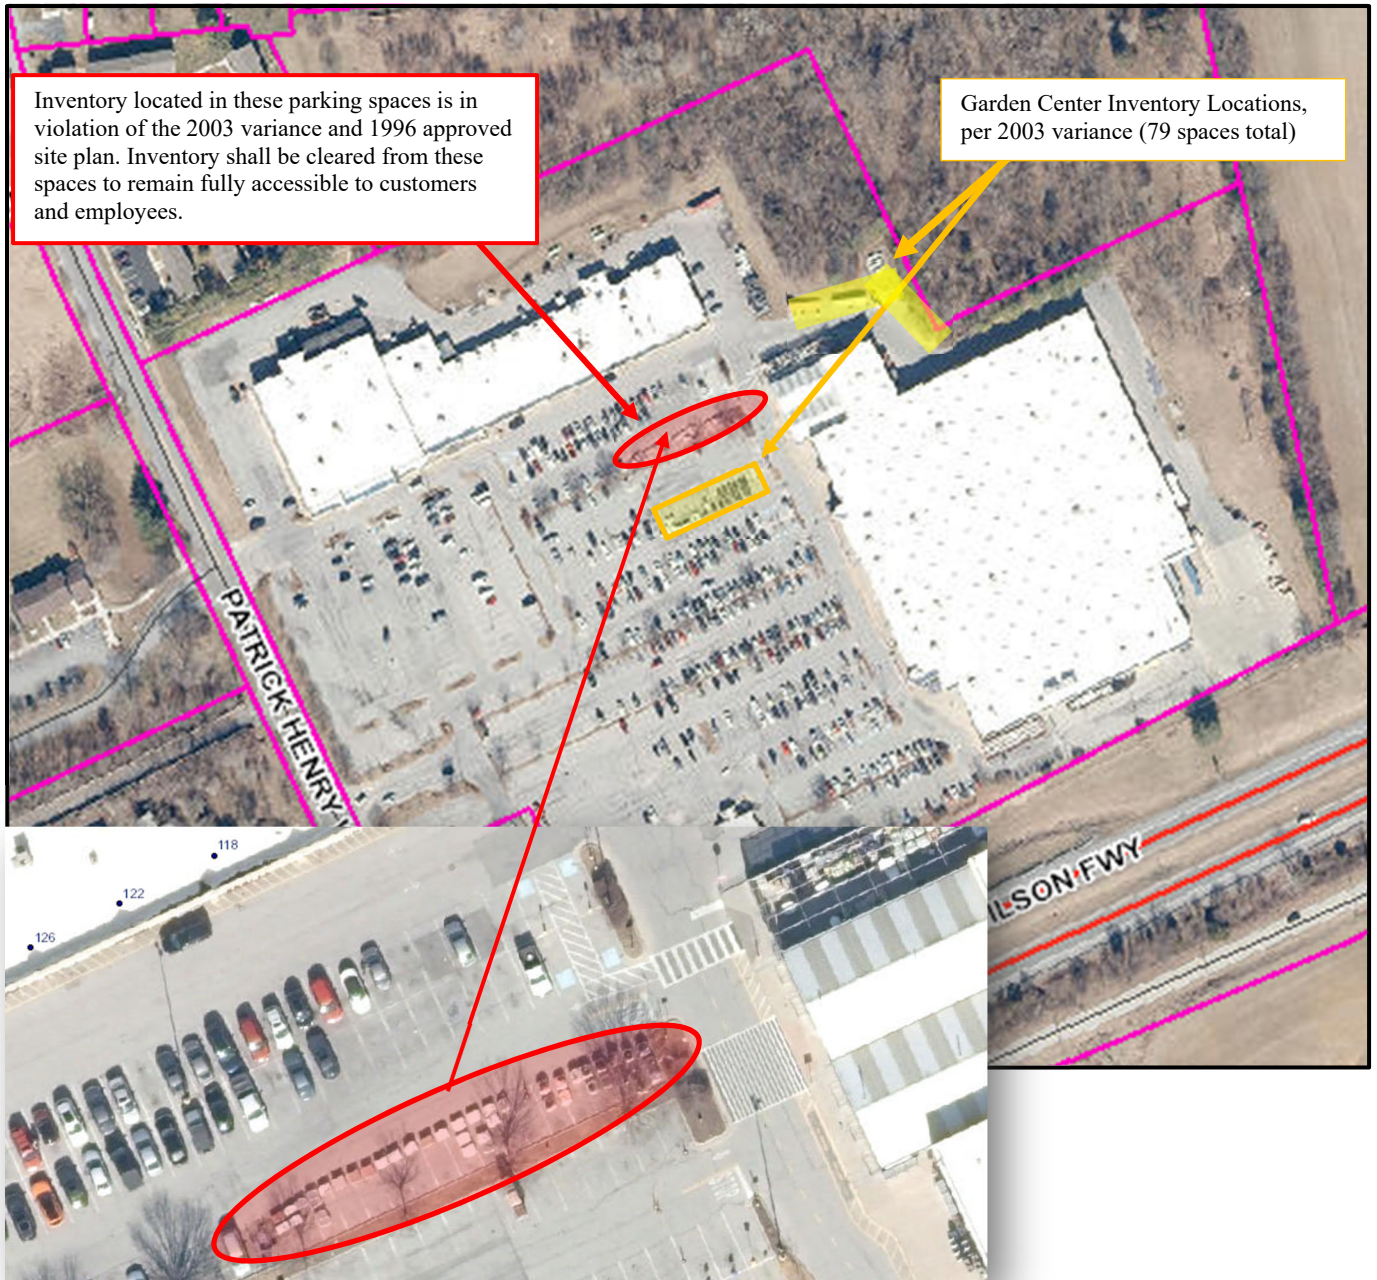 Inventory located in these parking spaces is in
violation of the 2003 variance and 1996 approved
site plan. Inventory shall be cleared from these
spaces to remain fully accessible to customers
and employees.
Garden Center Inventory Locations,
per 2003 variance (79 spaces total)
PATRICK HENRY
ILSON FWY
118
122
126